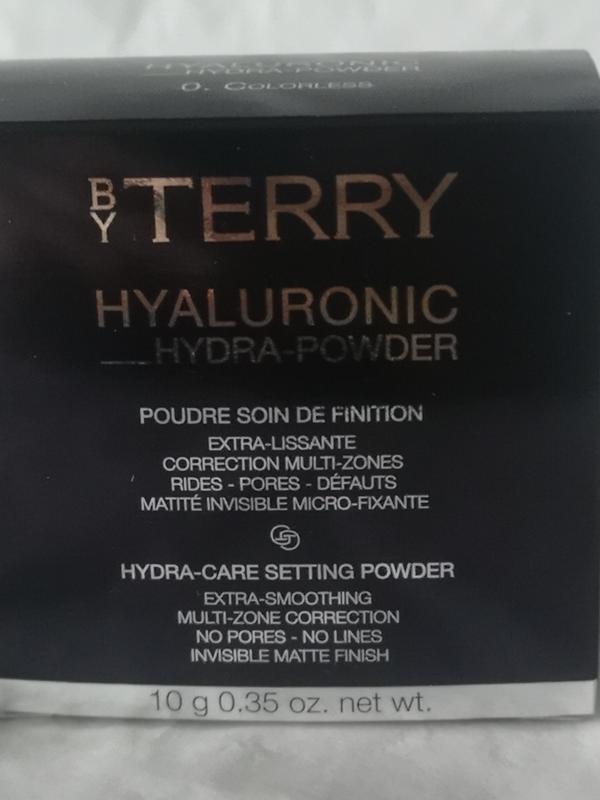 HYALURONIC
HYDRA-POWDER
0. COLORLESS
BY TERRY
HYALURONIC
HYDRA-POWDER
POUDRE SOIN DE FINITION
EXTRA-LISSANTE
CORRECTION MULTI-ZONES
RIDES - PORES - DÉFAUTS
MATITÉ INVISIBLE MICRO-FIXANTE
HYDRA-CARE SETTING POWDER
EXTRA-SMOOTHING
MULTI-ZONE CORRECTION
NO PORES - NO LINES
INVISIBLE MATTE FINISH
10 g 0.35 oz. net wt.